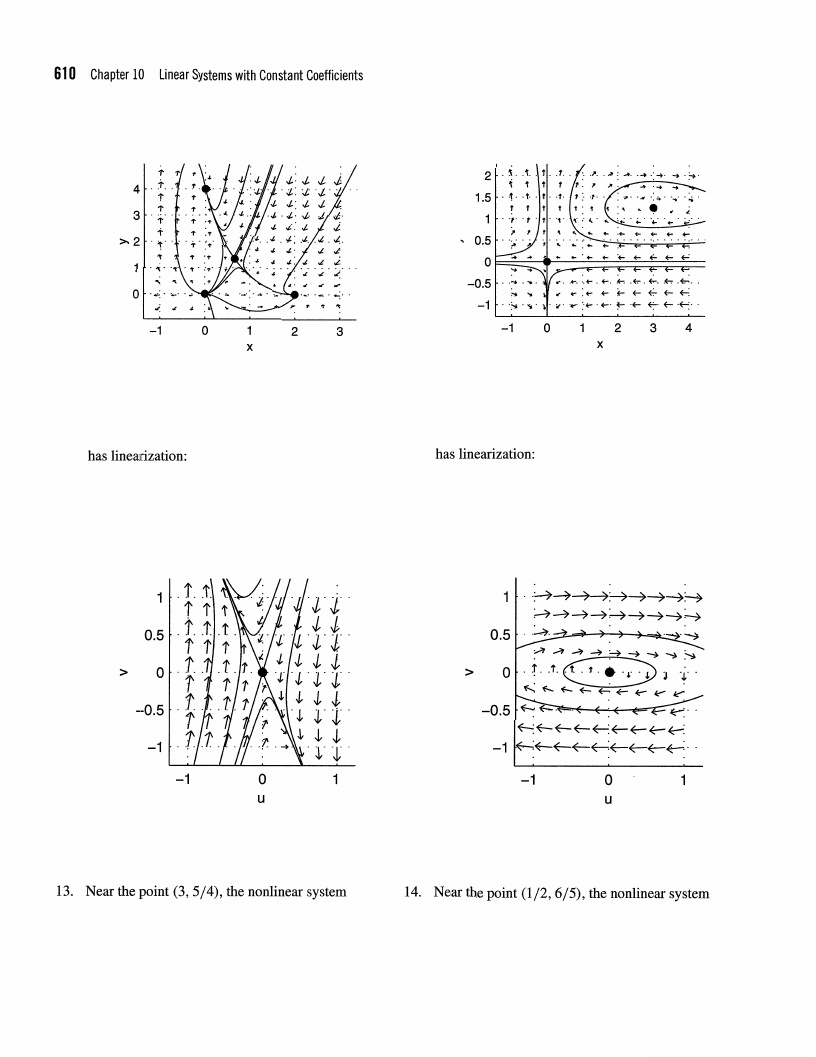 610 Chapter 10 Linear Systems with Constant Coefficients
4
3
> 2
1
0
-1 0 1 2 3
x
2
1.5
1
0.5
0
-0.5
-1
-1 0 1 2 3 4
x
has linearization:
has linearization:
1
0.5
> 0
-0.5
-1
-1 0 1
u
1
0.5
> 0
-0.5
-1
-1 0 1
u
13. Near the point (3, 5/4), the nonlinear system
14. Near the point (1/2, 6/5), the nonlinear system